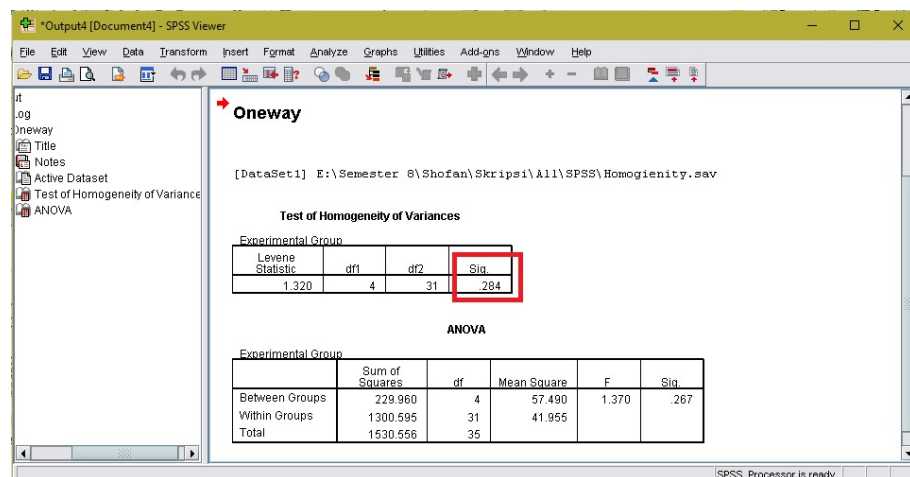 *Output4 [Document4] - SPSS Viewer
File Edit View Data Transform Insert Format Analyze Graphs Utilities Add-ons Window Help
Log
Oneway
Title
Notes
Active Dataset
Test of Homogeneity of Variance
ANOVA
Oneway
[DataSet1] E:\Semester 8\Shofan\Skripsi\All\SPSS\Homogienity.sav
Test of Homogeneity of Variances
Experimental Group
Levene Statistic df1 df2 Sig.
1.320 4 31 .284
ANOVA
Experimental Group
Sum of Squares df Mean Square F Sig.
Between Groups 229.960 4 57.490 1.370 .267
Within Groups 1300.595 31 41.955
Total 1530.556 35
SPSS Processor is ready